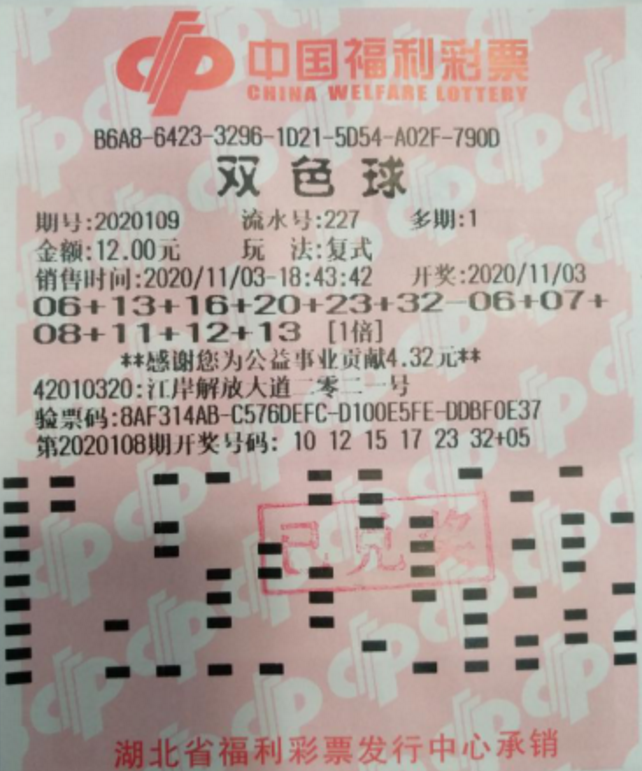 中国福利彩票
CHINA WELFARE LOTTERY
B6A8-6423-3296-1D21-5D54-A02F-790D
双色球
期号:2020109 流水号:227 多期:1
金额:12.00元 玩 法:复式
销售时间:2020/11/03-18:43:42 开奖:2020/11/03
06+13+16+20+23+32-06+07+
08+11+12+13 [1倍]
**感谢您为公益事业贡献4.32元**
42010320:江岸解放大道二零二一号
验票码:8AF314AB-C576DEFC-D100E5FE-DDBF0E37
第2020108期开奖号码: 10 12 15 17 23 32+05
已兑奖
湖北省福利彩票发行中心承销